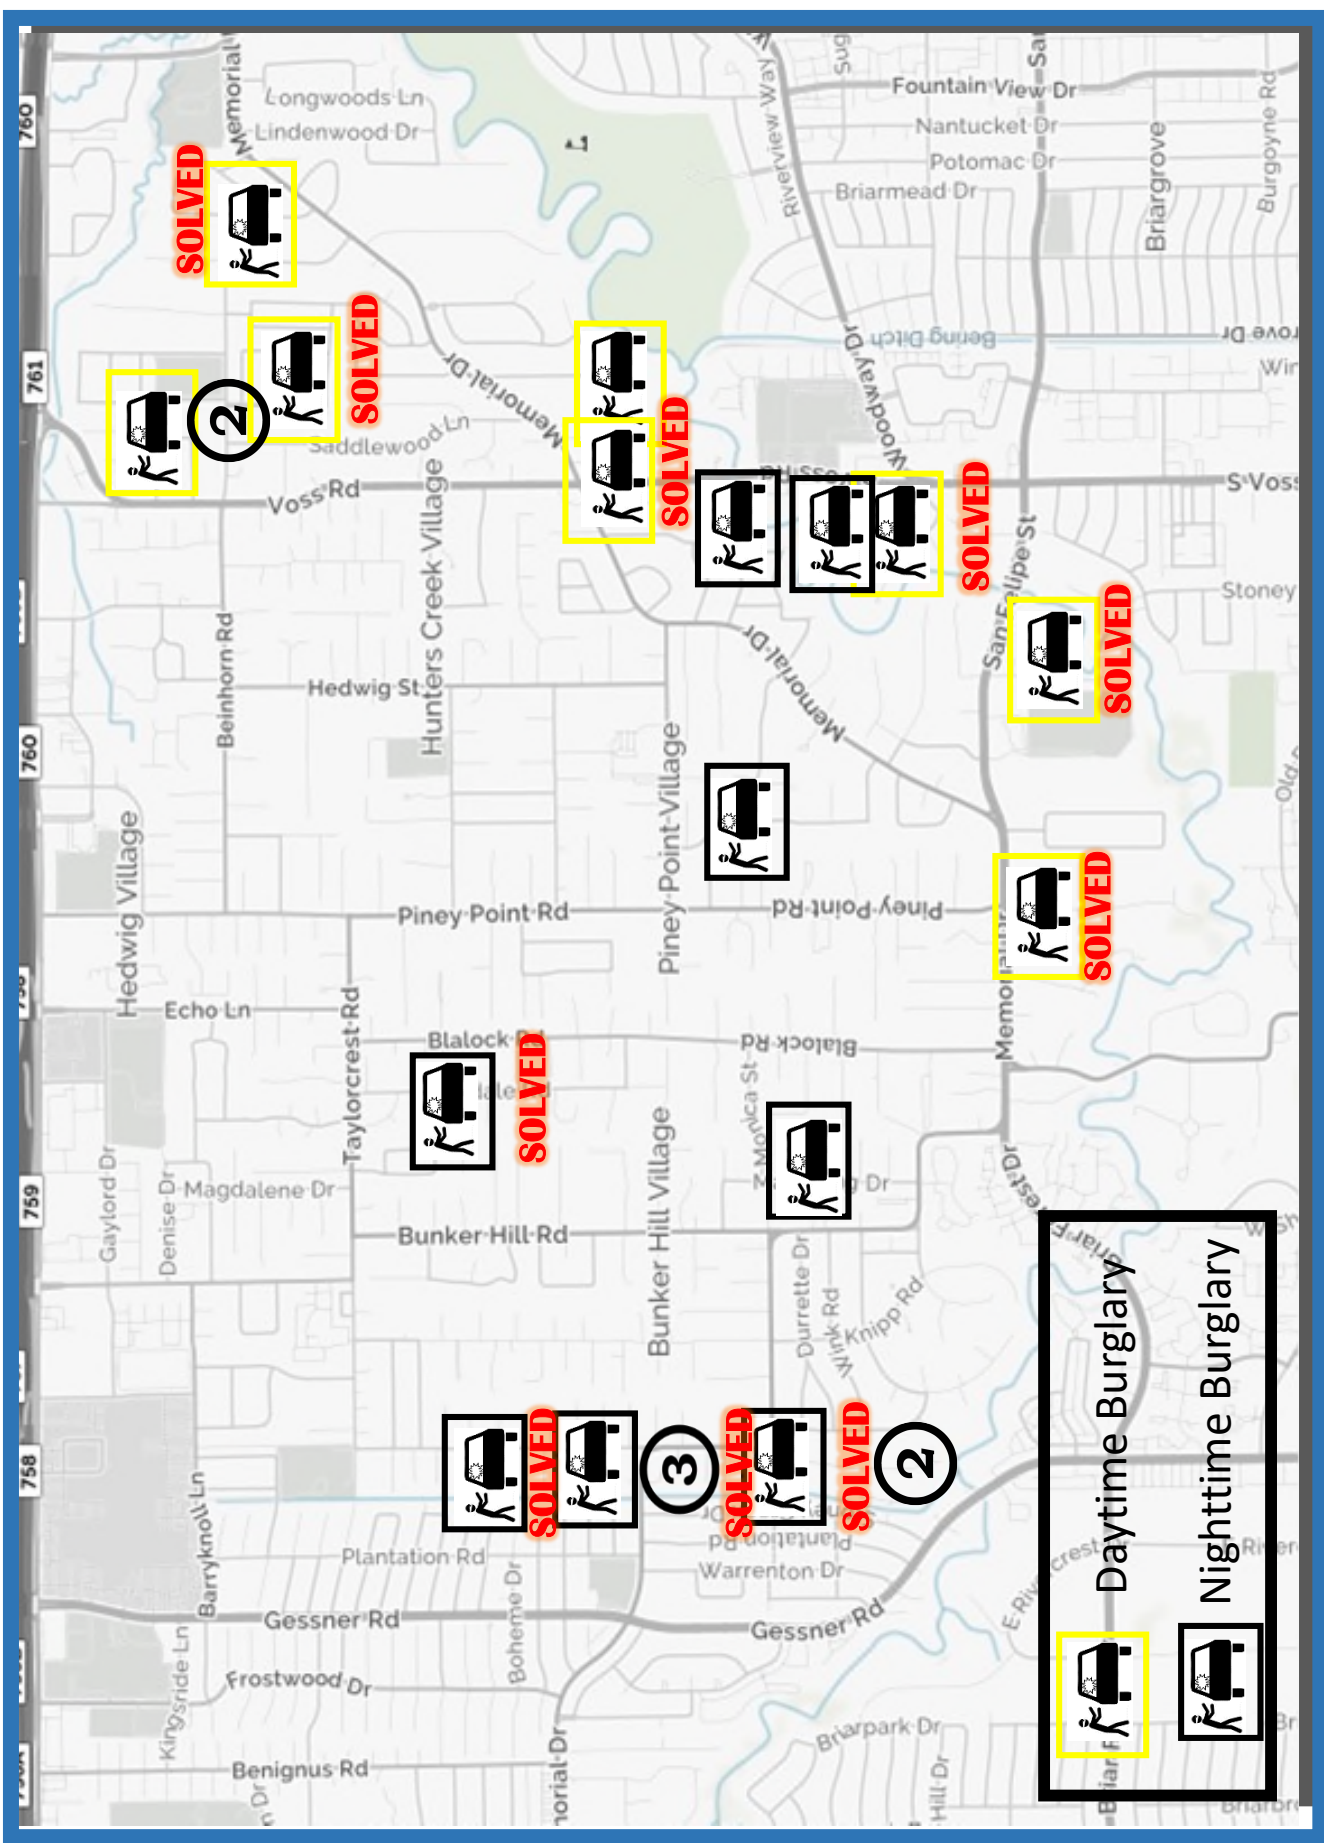 760
Memorial
Longwoods Ln
Lindenwood Dr
SOLVED
Riverview Way
Fountain View Dr
Nantucket Dr
Potomac Dr
Briarmead Dr
Briargrove
Burgoyne Rd
761
SOLVED
2
Saddlewood Ln
Voss Rd
Memorial Dr
SOLVED
Woodway Dr
Bering Ditch
S Voss
SOLVED
San Felipe St
Stoney
SOLVED
Beinhorn Rd
Hedwig St
Hunters Creek Village
Memorial Dr
760
Hedwig Village
Piney Point Village
Piney Point Rd
Piney Point Rd
SOLVED
Echo Ln
Taylorcrest Rd
Blalock Rd
SOLVED
Blalock Rd
Monica St
759
Gaylord Dr
Denise Dr
Magdalene Dr
Bunker Hill Rd
Bunker Hill Village
Durrette Dr
Wink Rd
Knipp Rd
758
SOLVED
3
SOLVED
SOLVED
2
Barryknoll Ln
Plantation Rd
Plantation Rd
Warrenton Dr
Gessner Rd
Boheme Dr
Gessner Rd
Kingsride Ln
Frostwood Dr
Benignus Rd
Briarpark Dr
Hill Dr
Daytime Burglary
Nighttime Burglary